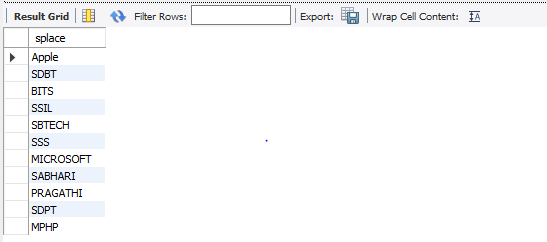 Result Grid Filter Rows: Export: Wrap Cell Content: IA
splace
Apple
SDBT
BITS
SSIL
SBTECH
SSS
MICROSOFT
SABHARI
PRAGATHI
SDPT
MPHP